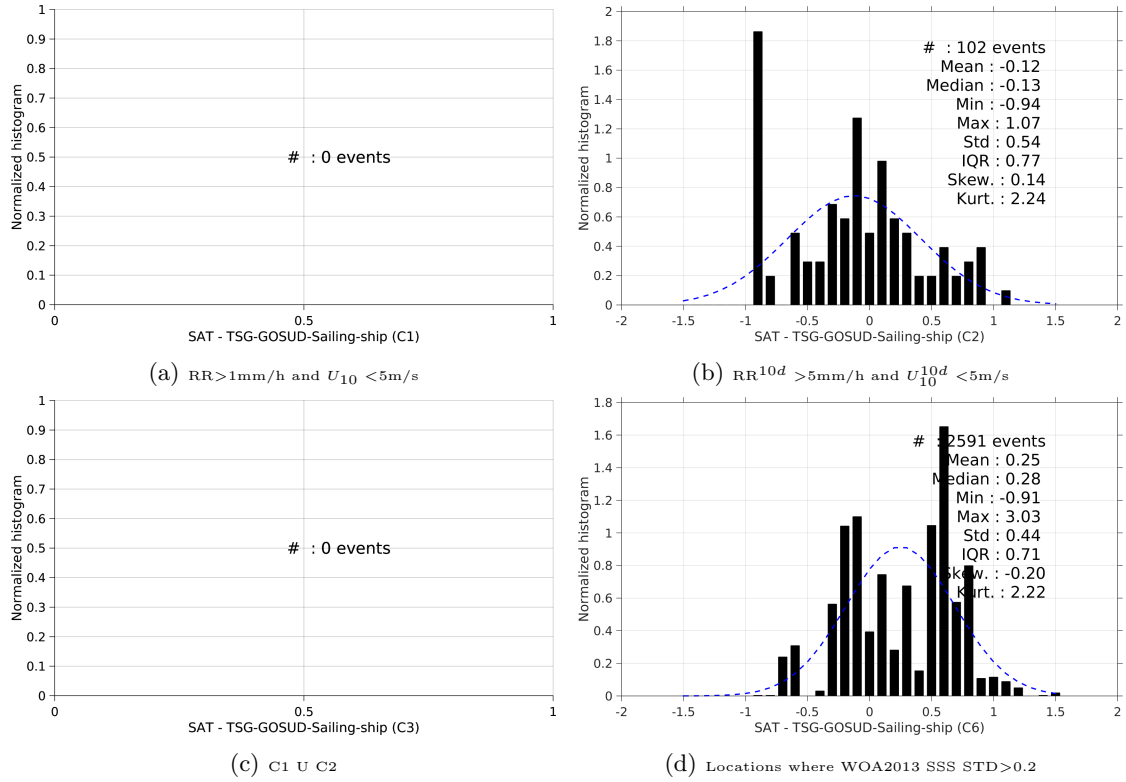 1
0.9
0.8
0.7
0.6
0.5
0.4
0.3
0.2
0.1
0
Normalized histogram
# : 0 events
0 0.5 1
SAT - TSG-GOSUD-Sailing-ship (C1)
(a) RR>1mm/h and U10 <5m/s
2
1.8
1.6
1.4
1.2
1
0.8
0.6
0.4
0.2
0
Normalized histogram
# : 102 events
Mean : -0.12
Median : -0.13
Min : -0.94
Max : 1.07
Std : 0.54
IQR : 0.77
Skew. : 0.14
Kurt. : 2.24
-2 -1.5 -1 -0.5 0 0.5 1 1.5 2
SAT - TSG-GOSUD-Sailing-ship (C2)
(b) RR10d >5mm/h and U10d10 <5m/s
1
0.9
0.8
0.7
0.6
0.5
0.4
0.3
0.2
0.1
0
Normalized histogram
# : 0 events
0 0.5 1
SAT - TSG-GOSUD-Sailing-ship (C3)
(c) C1 U C2
1.8
1.6
1.4
1.2
1
0.8
0.6
0.4
0.2
0
Normalized histogram
# : 2591 events
Mean : 0.25
Median : 0.28
Min : -0.91
Max : 3.03
Std : 0.44
IQR : 0.71
Skew. : -0.20
Kurt. : 2.22
-2 -1.5 -1 -0.5 0 0.5 1 1.5 2
SAT - TSG-GOSUD-Sailing-ship (C6)
(d) Locations where WOA2013 SSS STD>0.2